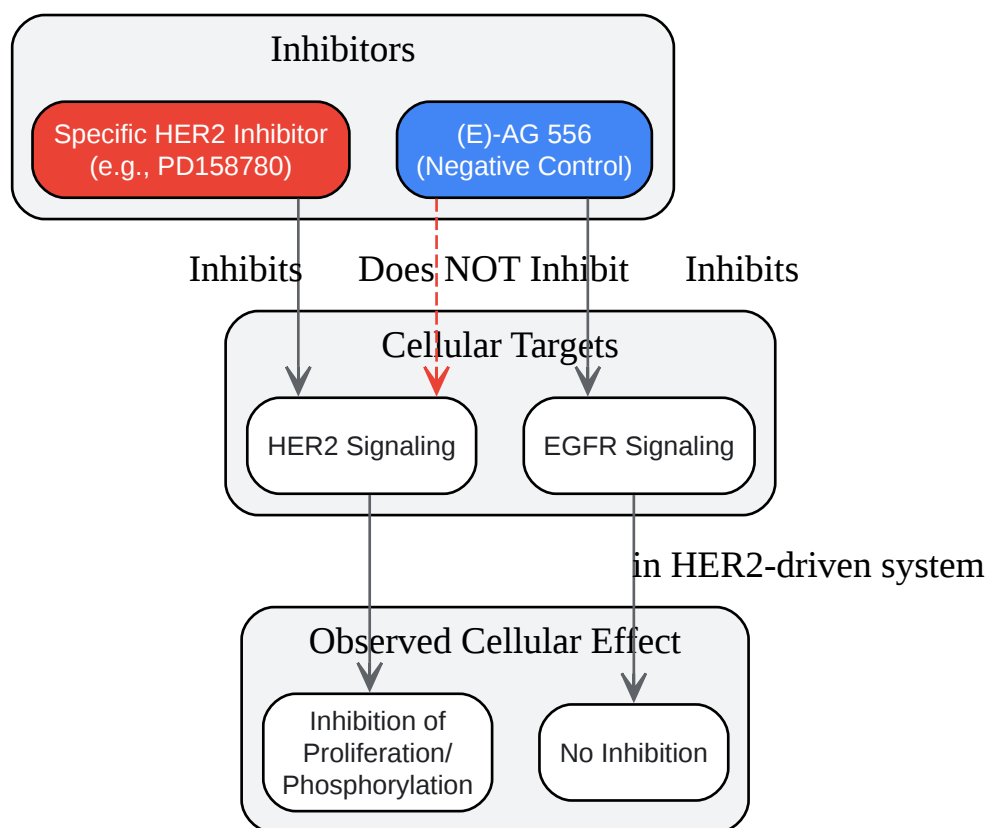 Inhibitors
Specific HER2 Inhibitor
(e.g., PD158780)
(E)-AG 556
(Negative Control)
Inhibits
Does NOT Inhibit
Inhibits
Cellular Targets
HER2 Signaling
EGFR Signaling
in HER2-driven system
Observed Cellular Effect
Inhibition of
Proliferation/
Phosphorylation
No Inhibition